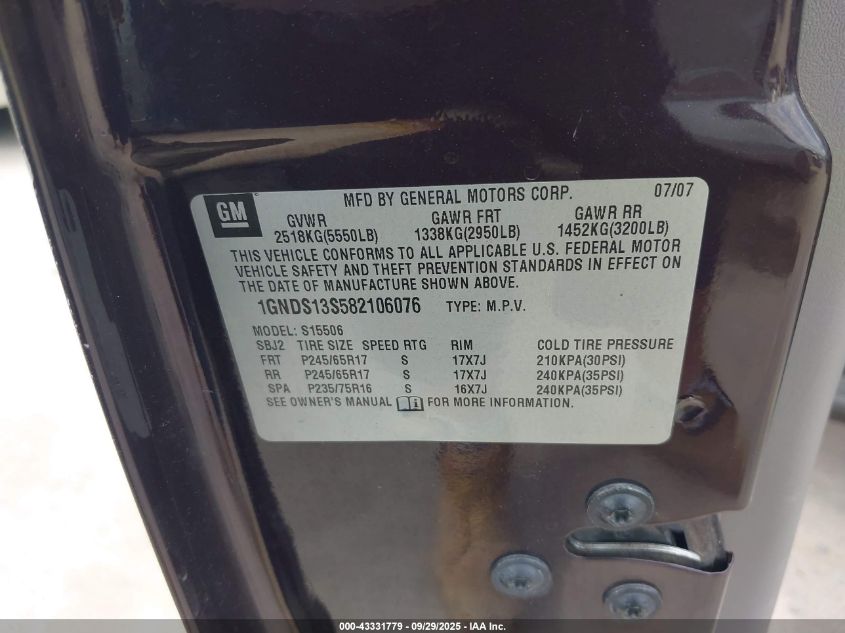 GM
MFD BY GENERAL MOTORS CORP. 07/07
GVWR GAWR FRT GAWR RR
2518KG(5550LB) 1338KG(2950LB) 1452KG(3200LB)
THIS VEHICLE CONFORMS TO ALL APPLICABLE U.S. FEDERAL MOTOR
VEHICLE SAFETY AND THEFT PREVENTION STANDARDS IN EFFECT ON
THE DATE OF MANUFACTURE SHOWN ABOVE.
1GNDS13S582106076 TYPE: M.P.V.
MODEL: S15506
SBJ2 TIRE SIZE SPEED RTG RIM COLD TIRE PRESSURE
FRT P245/65R17 S 17X7J 210KPA(30PSI)
RR P245/65R17 S 17X7J 240KPA(35PSI)
SPA P235/75R16 S 16X7J 240KPA(35PSI)
SEE OWNER'S MANUAL FOR MORE INFORMATION.
000-43331779 | 09/29/2025 | IAA Inc.